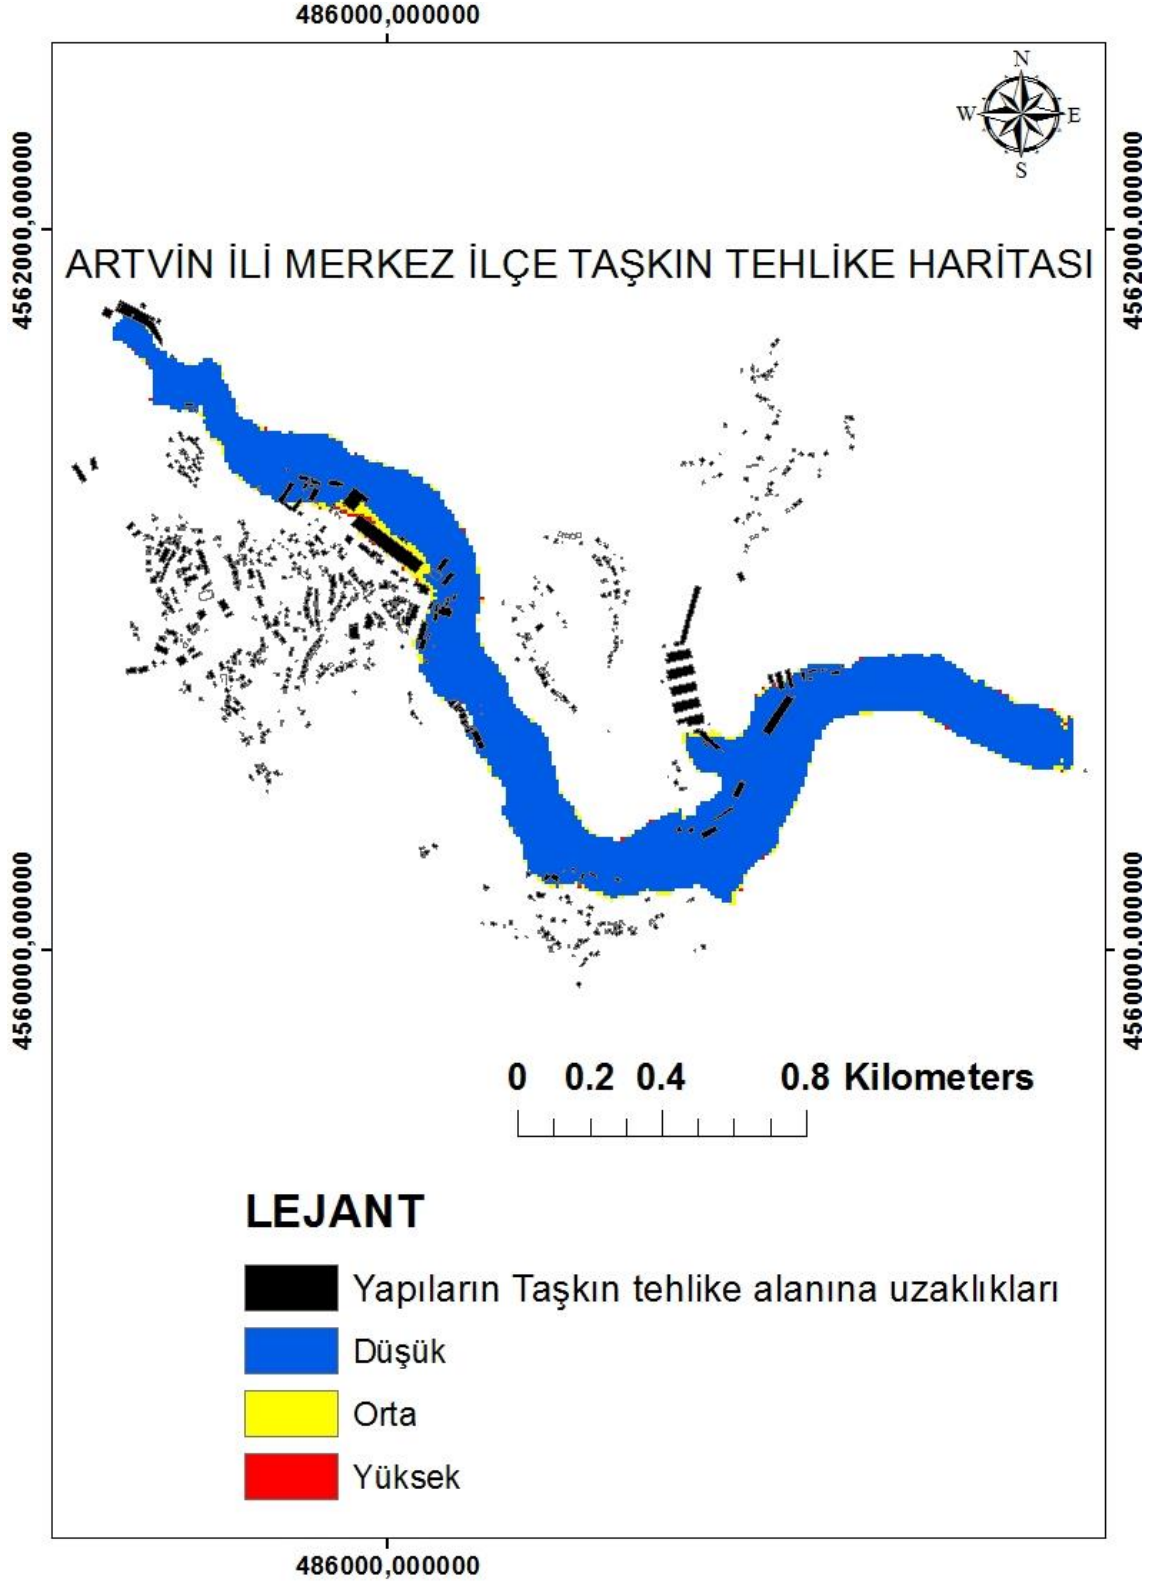 486000,000000
N
W E
S
4562000,000000
4562000.000000
ARTVİN İLİ MERKEZ İLÇE TAŞKIN TEHLİKE HARİTASI
4560000,000000
4560000.000000
0 0.2 0.4 0.8 Kilometers
LEJANT
Yapıların Taşkın tehlike alanına uzaklıkları
Düşük
Orta
Yüksek
486000,000000